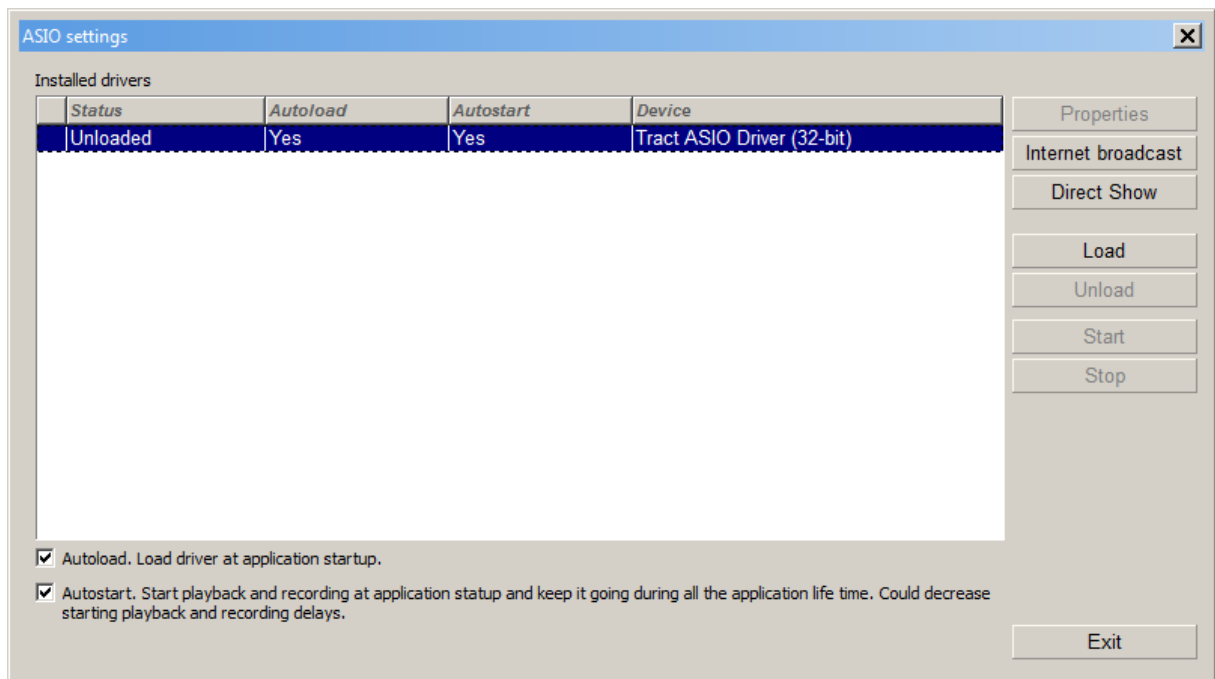 ASIO settings
Installed drivers
Status Autoload Autostart Device
Unloaded Yes Yes Tract ASIO Driver (32-bit)
Properties
Internet broadcast
Direct Show
Load
Unload
Start
Stop
Autoload. Load driver at application startup.
Autostart. Start playback and recording at application statup and keep it going during all the application life time. Could decrease
starting playback and recording delays.
Exit